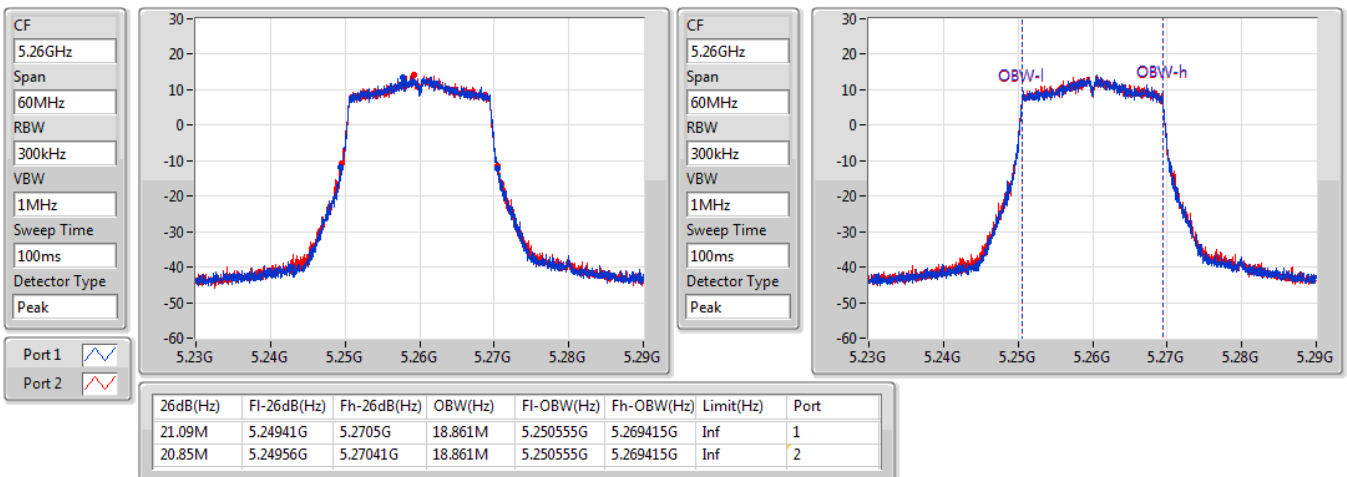 CF
5.26GHz
Span
60MHz
RBW
300kHz
VBW
1MHz
Sweep Time
100ms
Detector Type
Peak
Port 1
Port 2
30
20
10
0
-10
-20
-30
-40
-50
-60
5.23G 5.24G 5.25G 5.26G 5.27G 5.28G 5.29G
CF
5.26GHz
Span
60MHz
RBW
300kHz
VBW
1MHz
Sweep Time
100ms
Detector Type
Peak
30
20
10
0
-10
-20
-30
-40
-50
-60
OBW-l OBW-h
5.23G 5.24G 5.25G 5.26G 5.27G 5.28G 5.29G
26dB(Hz) Fl-26dB(Hz) Fh-26dB(Hz) OBW(Hz) Fl-OBW(Hz) Fh-OBW(Hz) Limit(Hz) Port
21.09M 5.24941G 5.2705G 18.861M 5.250555G 5.269415G Inf 1
20.85M 5.24956G 5.27041G 18.861M 5.250555G 5.269415G Inf 2